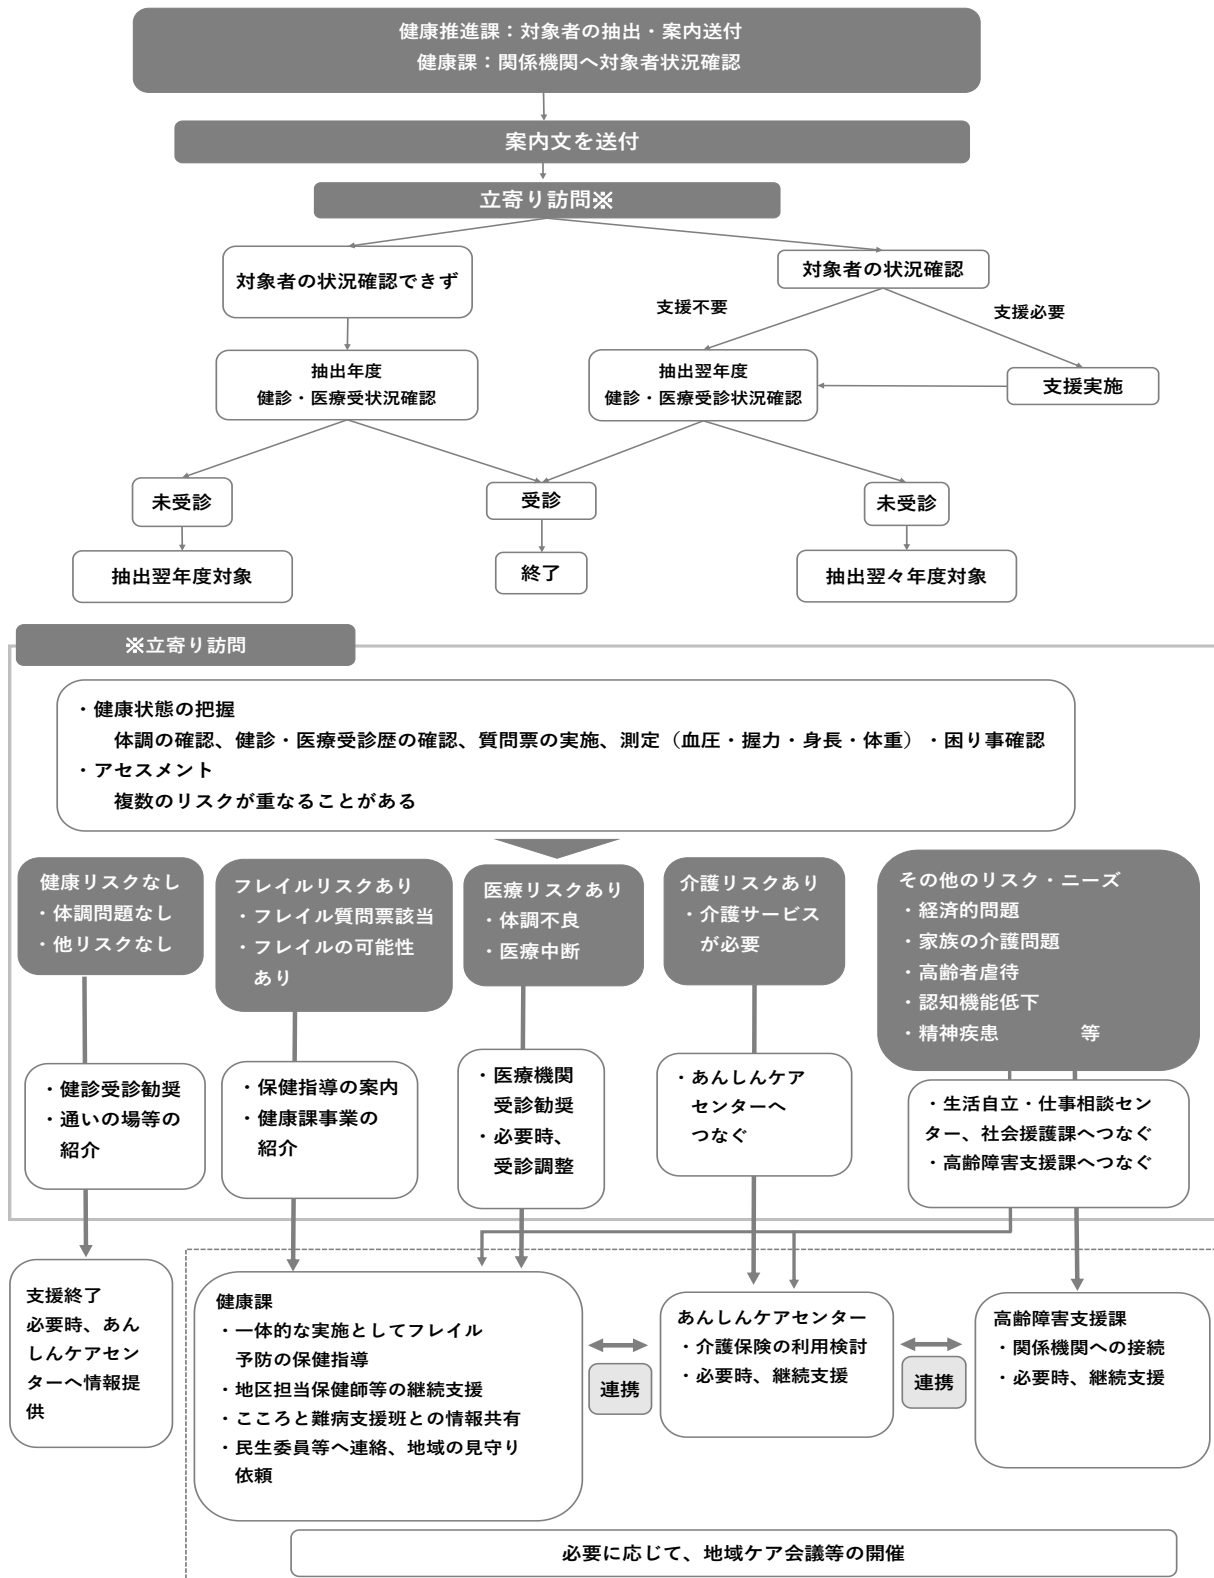 健康推進課：対象者の抽出・案内送付
健康課：関係機関へ対象者状況確認
案内文を送付
立寄り訪問※
対象者の状況確認できず
対象者の状況確認
支援不要
支援必要
抽出年度
健診・医療受状況確認
抽出翌年度
健診・医療受診状況確認
支援実施
未受診
受診
未受診
抽出翌年度対象
終了
抽出翌々年度対象
※立寄り訪問
・健康状態の把握
体調の確認、健診・医療受診歴の確認、質問票の実施、測定（血圧・握力・身長・体重）・困り事確認
・アセスメント
複数のリスクが重なることがある
健康リスクなし
・体調問題なし
・他リスクなし
フレイルリスクあり
・フレイル質問票該当
・フレイルの可能性
あり
医療リスクあり
・体調不良
・医療中断
介護リスクあり
・介護サービス
が必要
その他のリスク・ニーズ
・経済的問題
・家族の介護問題
・高齢者虐待
・認知機能低下
・精神疾患　　　　等
・健診受診勧奨
・通いの場等の
紹介
・保健指導の案内
・健康課事業の
紹介
・医療機関
受診勧奨
・必要時、
受診調整
・あんしんケア
センターへ
つなぐ
・生活自立・仕事相談セン
ター、社会援護課へつなぐ
・高齢障害支援課へつなぐ
支援終了
必要時、あん
しんケアセン
ターへ情報提
供
健康課
・一体的な実施としてフレイル
予防の保健指導
・地区担当保健師等の継続支援
・こころと難病支援班との情報共有
・民生委員等へ連絡、地域の見守り
依頼
連携
あんしんケアセンター
・介護保険の利用検討
・必要時、継続支援
連携
高齢障害支援課
・関係機関への接続
・必要時、継続支援
必要に応じて、地域ケア会議等の開催